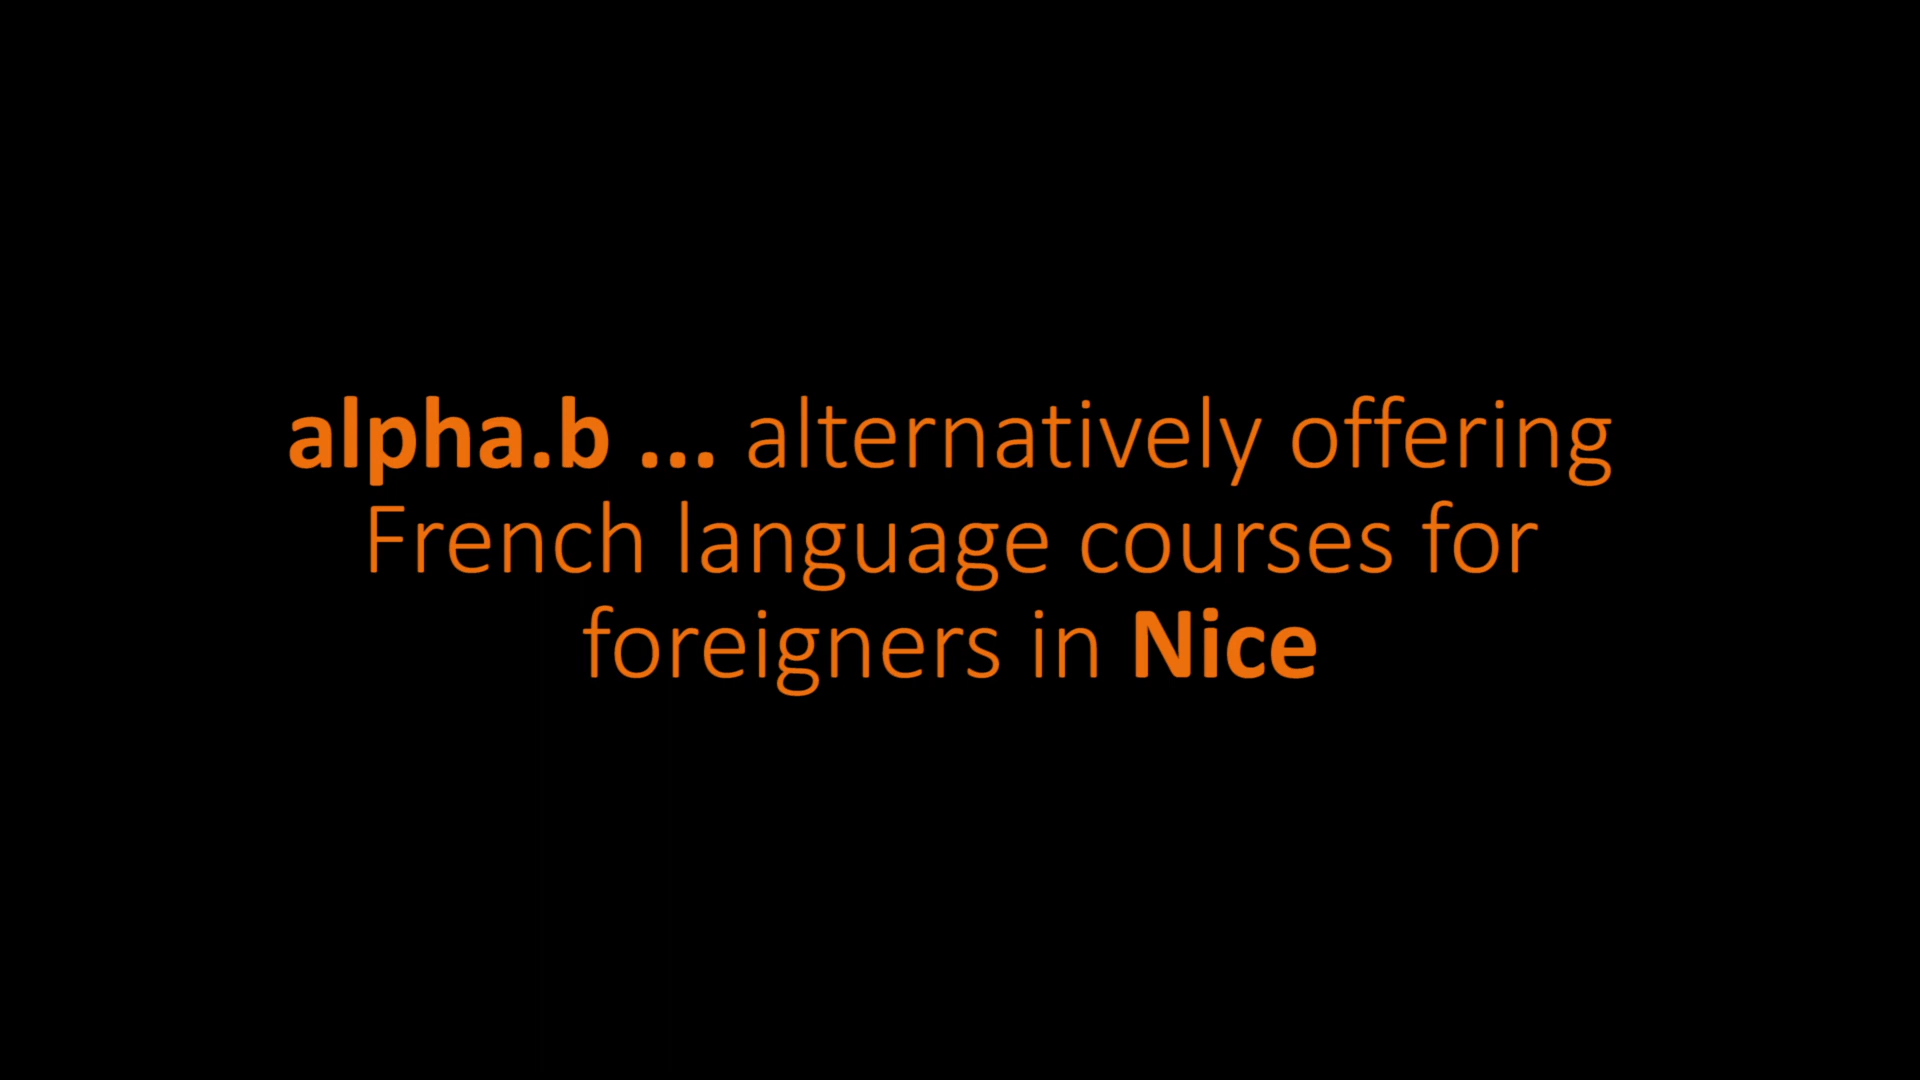 alpha.b ... alternatively offering
French language courses for
foreigners in Nice